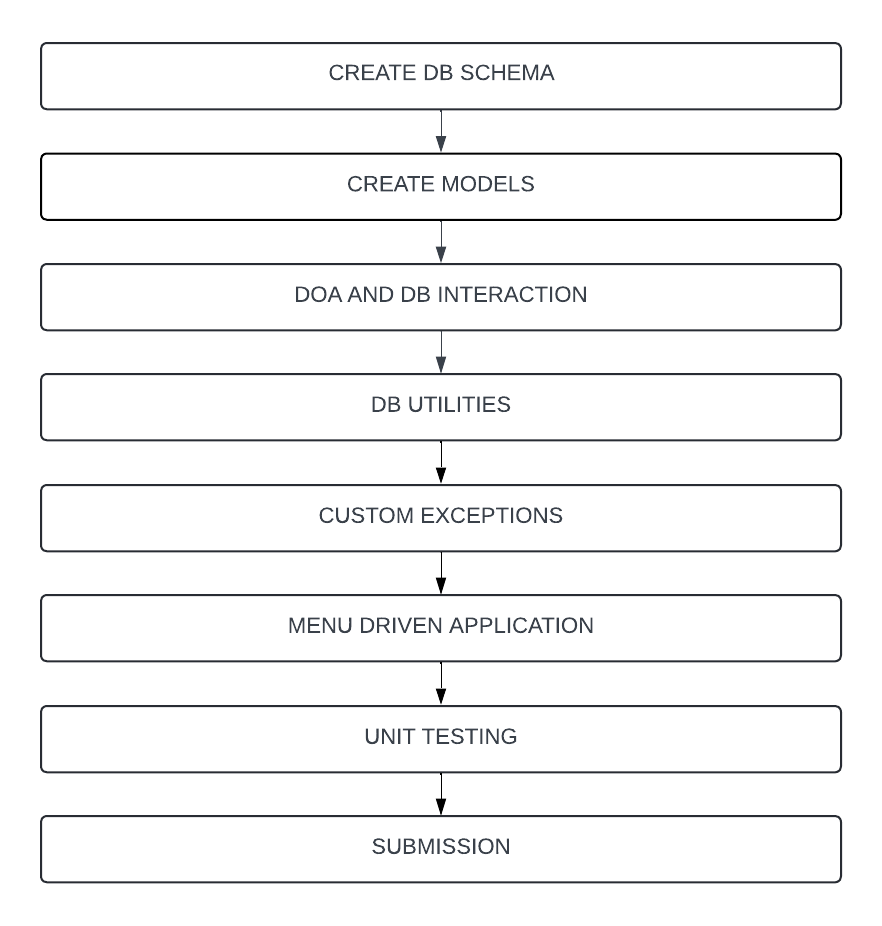 CREATE DB SCHEMA
CREATE MODELS
DOA AND DB INTERACTION
DB UTILITIES
CUSTOM EXCEPTIONS
MENU DRIVEN APPLICATION
UNIT TESTING
SUBMISSION